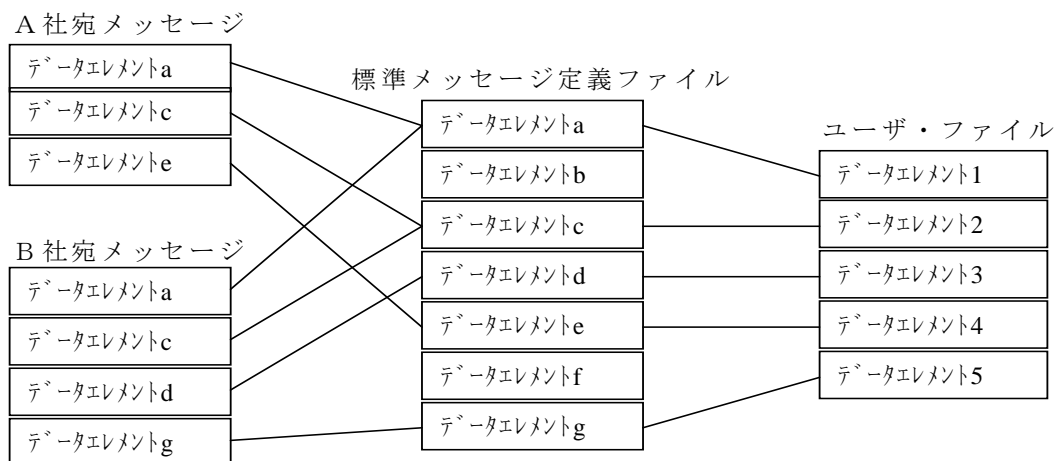 A社宛メッセージ
データエレメントa
データエレメントc
データエレメントe
B社宛メッセージ
データエレメントa
データエレメントc
データエレメントd
データエレメントg
標準メッセージ定義ファイル
データエレメントa
データエレメントb
データエレメントc
データエレメントd
データエレメントe
データエレメントf
データエレメントg
ユーザ・ファイル
データエレメント1
データエレメント2
データエレメント3
データエレメント4
データエレメント5